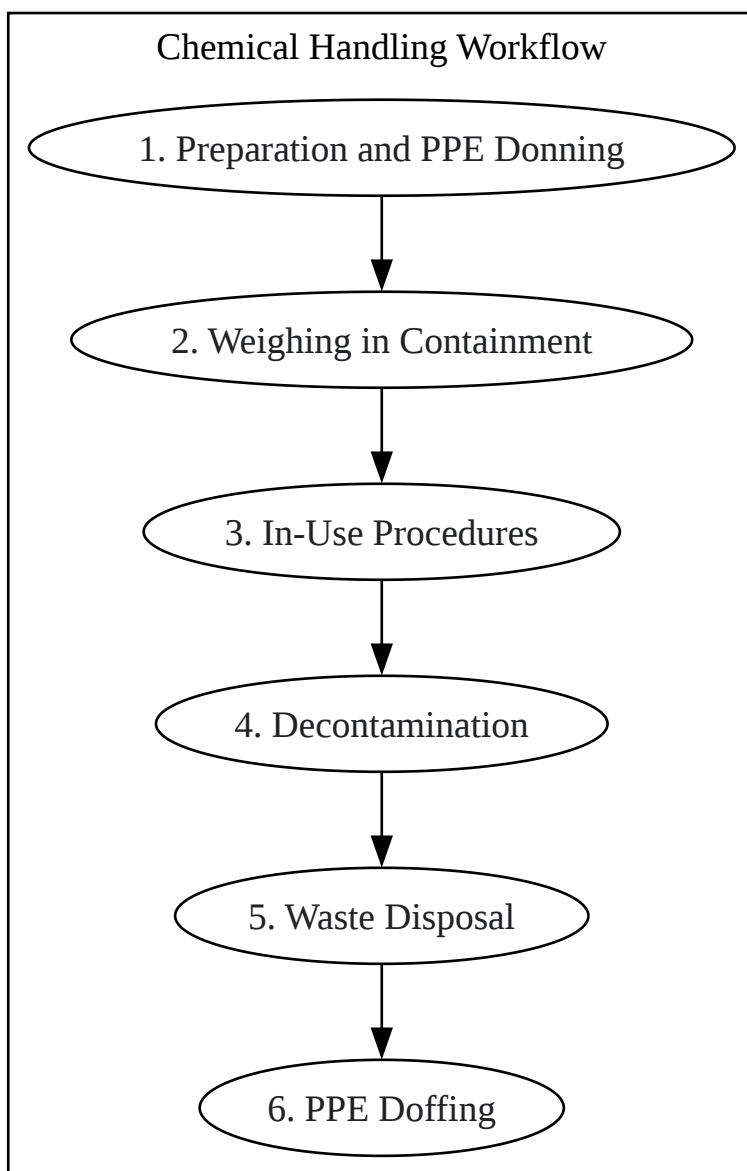 Chemical Handling Workflow
1. Preparation and PPE Donning
2. Weighing in Containment
3. In-Use Procedures
4. Decontamination
5. Waste Disposal
6. PPE Doffing